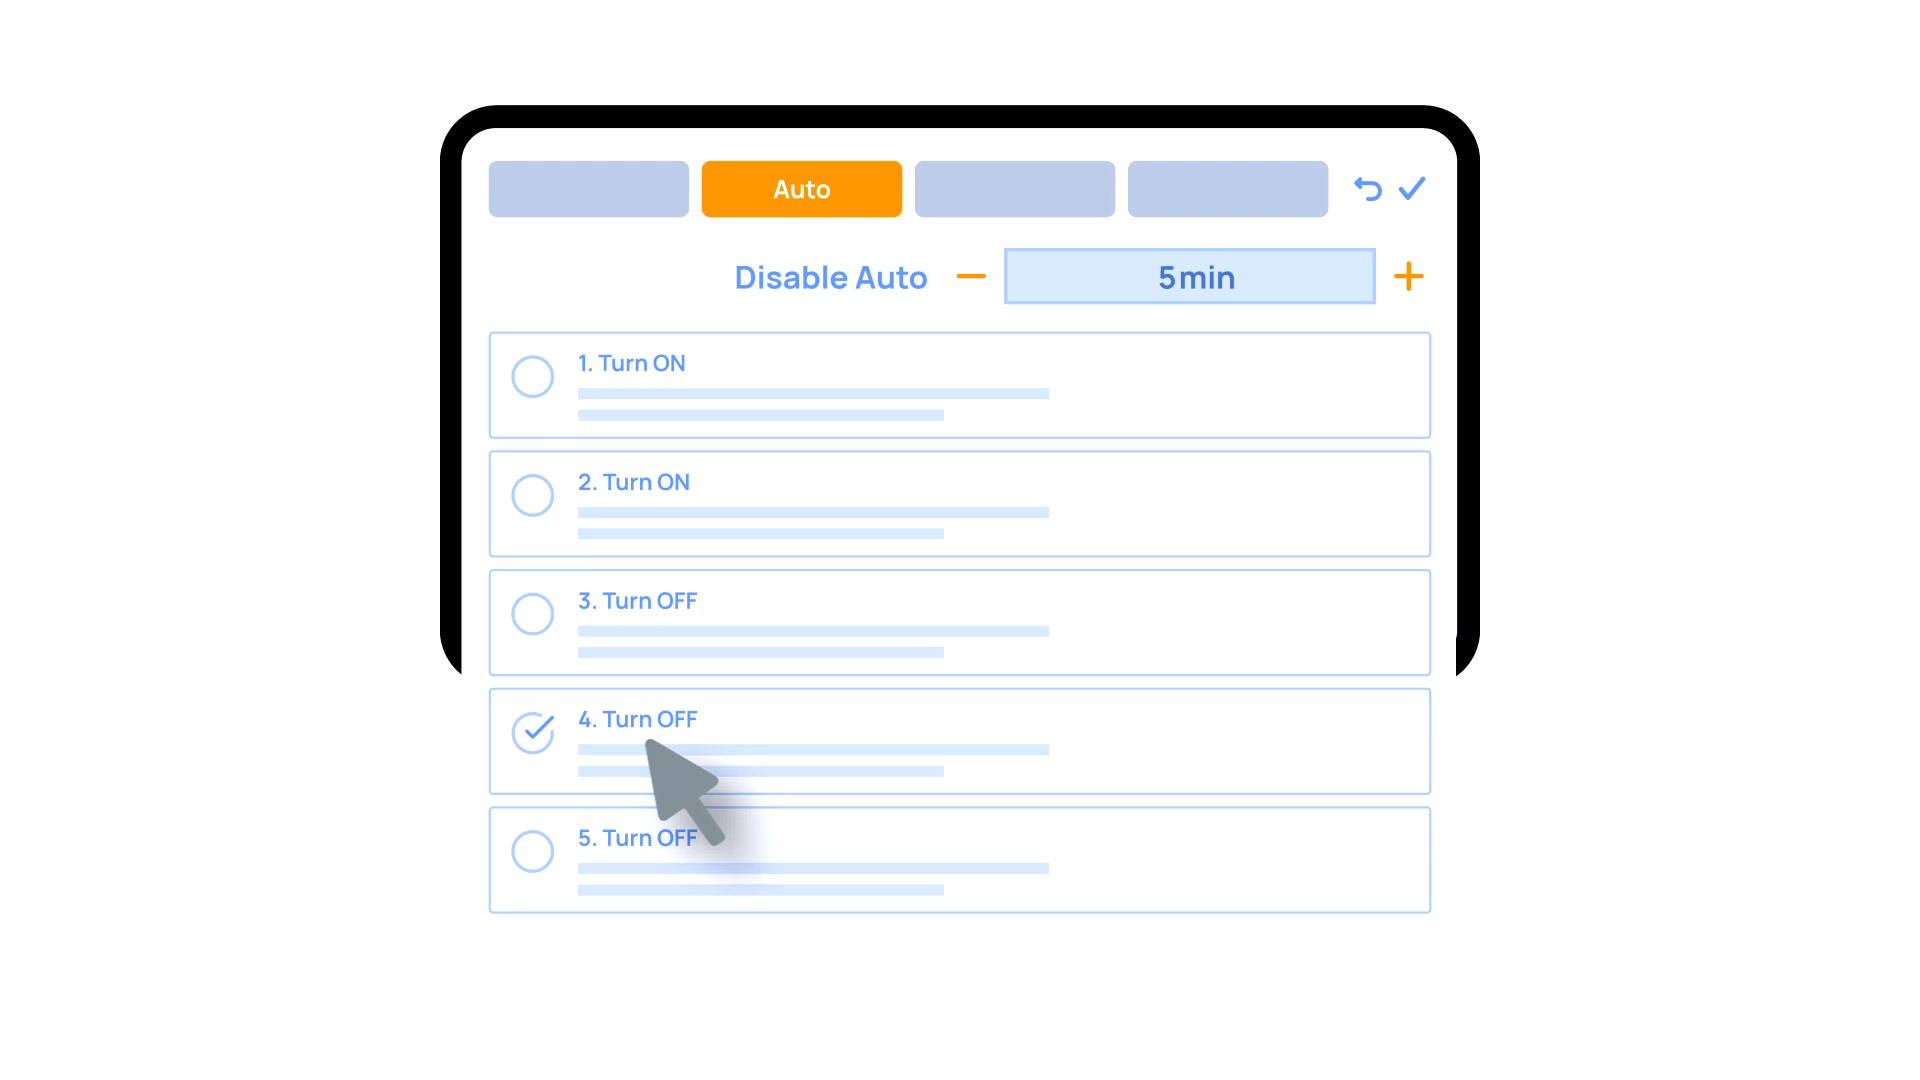 Auto
Disable Auto
5min
1. Turn ON
2. Turn ON
3. Turn OFF
4. Turn OFF
5. Turn OFF